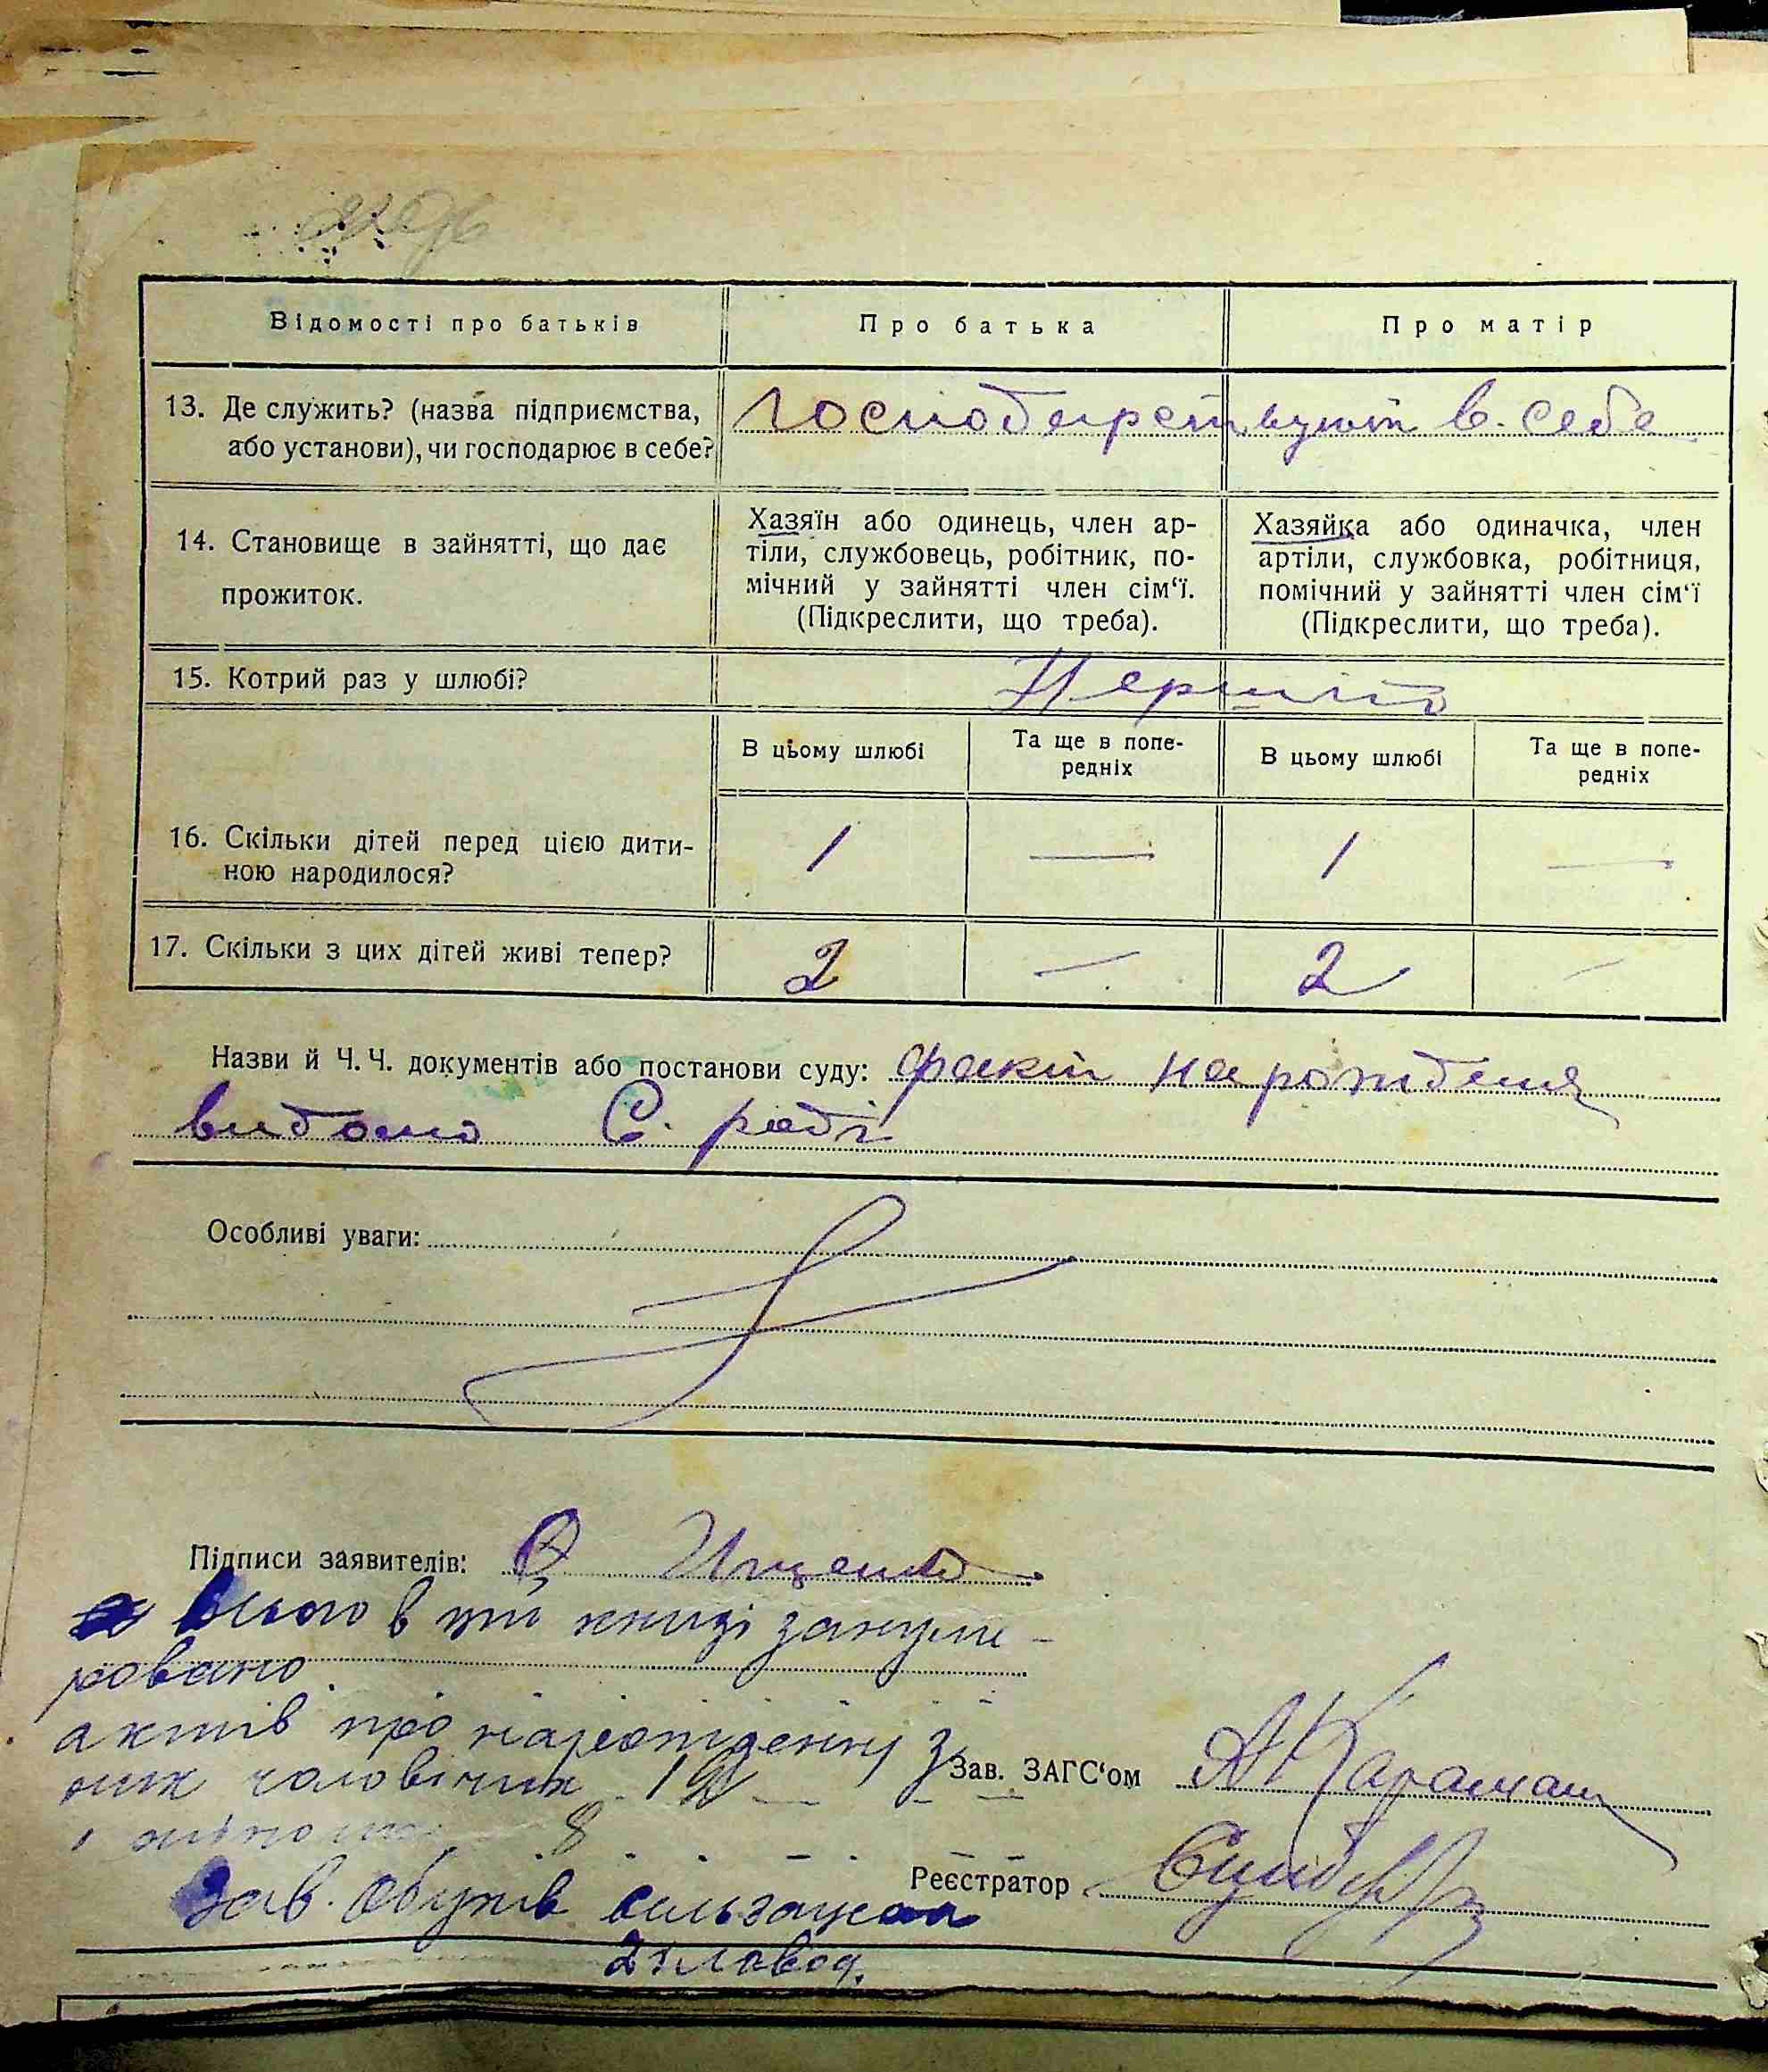 Відомості про батьків
Про батька
Про матір
13. Де служить? (назва підприємства,
або установи), чи господарює в себе?
Господарствують в. себе
14. Становище в зайнятті, що дає
прожиток.
Хазяїн або одинець, член ар-
тіли, службовець, робітник, по-
мічний у зайнятті член сім‘ї.
(Підкреслити, що треба).
Хазяйка або одиначка, член
артіли, службовка, робітниця,
помічний у зайнятті член сім‘ї
(Підкреслити, що треба).
15. Котрий раз у шлюбі?
В цьому шлюбі
Та ще в попе-
редніх
В цьому шлюбі
Та ще в попе-
редніх
16. Скільки дітей перед цією дити-
ною народилося?
1 — 1 —
17. Скільки з цих дітей живі тепер?
2 — 2 —
Назви й Ч. Ч. документів або постанови суду: факт нарождения
видано С. раді
Особливі уваги:
Підписи заявителів: Іщенко
Всього в цій книзі зануме-
ровано
актів про народження з
них чоловічих
8
Зав. ЗАГС‘ом А Караман
Реєстратор
Зав.